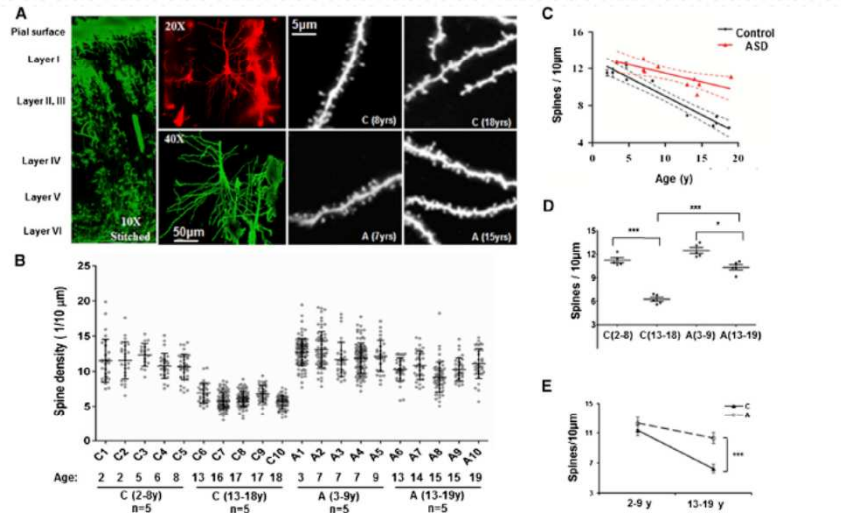 A
Pial surface
Layer I
Layer II, III
Layer IV
Layer V
Layer VI
10X
Stitched
20X
40X
50μm
5μm
C (8yrs)
C (18yrs)
A (7yrs)
A (15yrs)
B
Spine density ( 1/10 μm)
25
20
15
10
5
0
C1 C2 C3 C4 C5 C6 C7 C8 C9 C10 A1 A2 A3 A4 A5 A6 A7 A8 A9 A10
Age: 2 2 5 6 8 13 16 17 17 18 3 7 7 7 9 13 14 15 15 19
C (2-8y) C (13-18y) A (3-9y) A (13-19y)
n=5 n=5 n=5 n=5
C
Control
ASD
Spines / 10μm
16
12
8
4
0 5 10 15 20
Age (y)
D
Spines / 10μm
15
12
9
6
3
***
***
*
C(2-8) C(13-18) A(3-9) A(13-19)
E
C
A
Spines/10μm
15
11
7
3
***
2-9 y 13-19 y